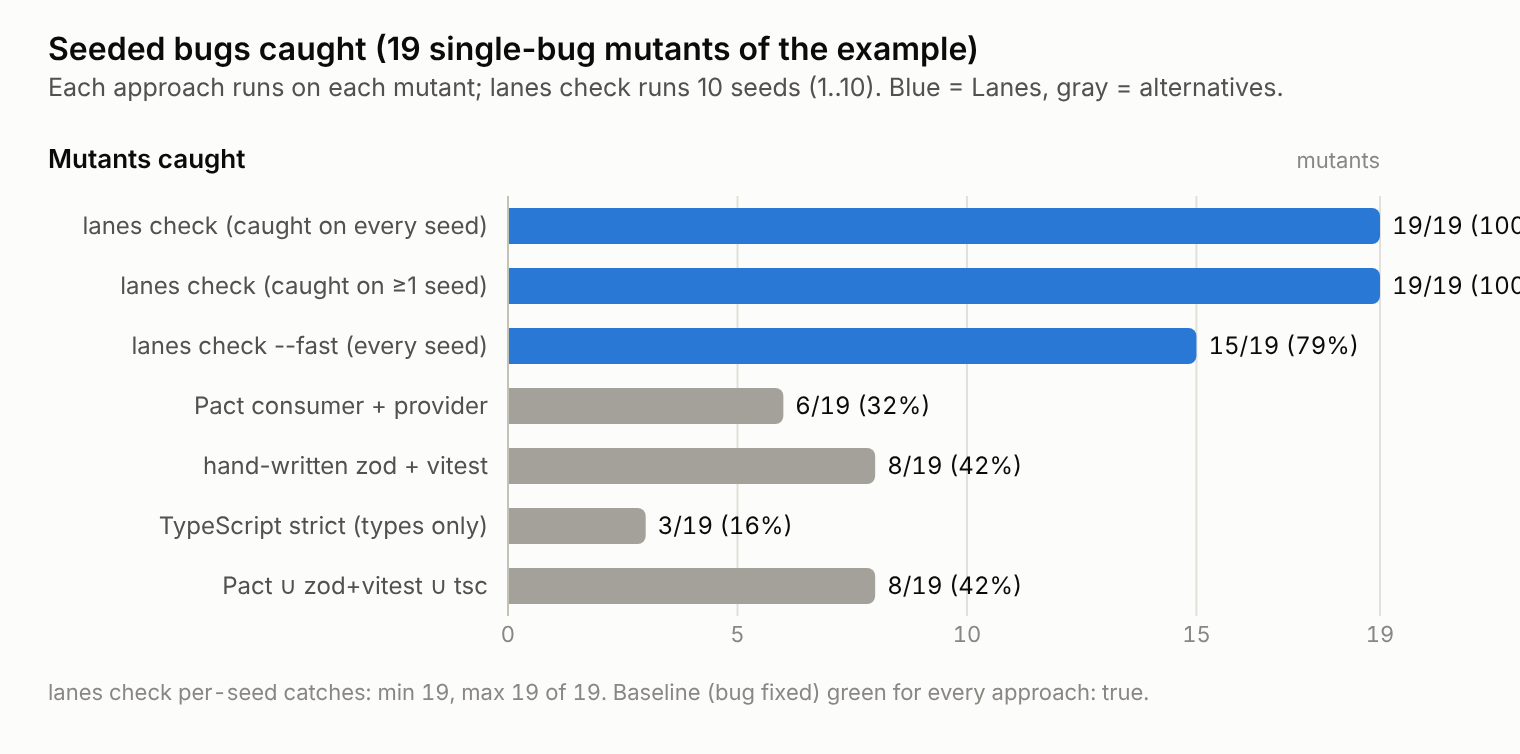 Seeded bugs caught (19 single-bug mutants of the example)
Each approach runs on each mutant; lanes check runs 10 seeds (1..10). Blue = Lanes, gray = alternatives.
Mutants caught
mutants
lanes check (caught on every seed)
19/19 (100
lanes check (caught on ≥1 seed)
19/19 (100
lanes check --fast (every seed)
15/19 (79%)
Pact consumer + provider
6/19 (32%)
hand-written zod + vitest
8/19 (42%)
TypeScript strict (types only)
3/19 (16%)
Pact ∪ zod+vitest ∪ tsc
8/19 (42%)
0 5 10 15 19
lanes check per-seed catches: min 19, max 19 of 19. Baseline (bug fixed) green for every approach: true.